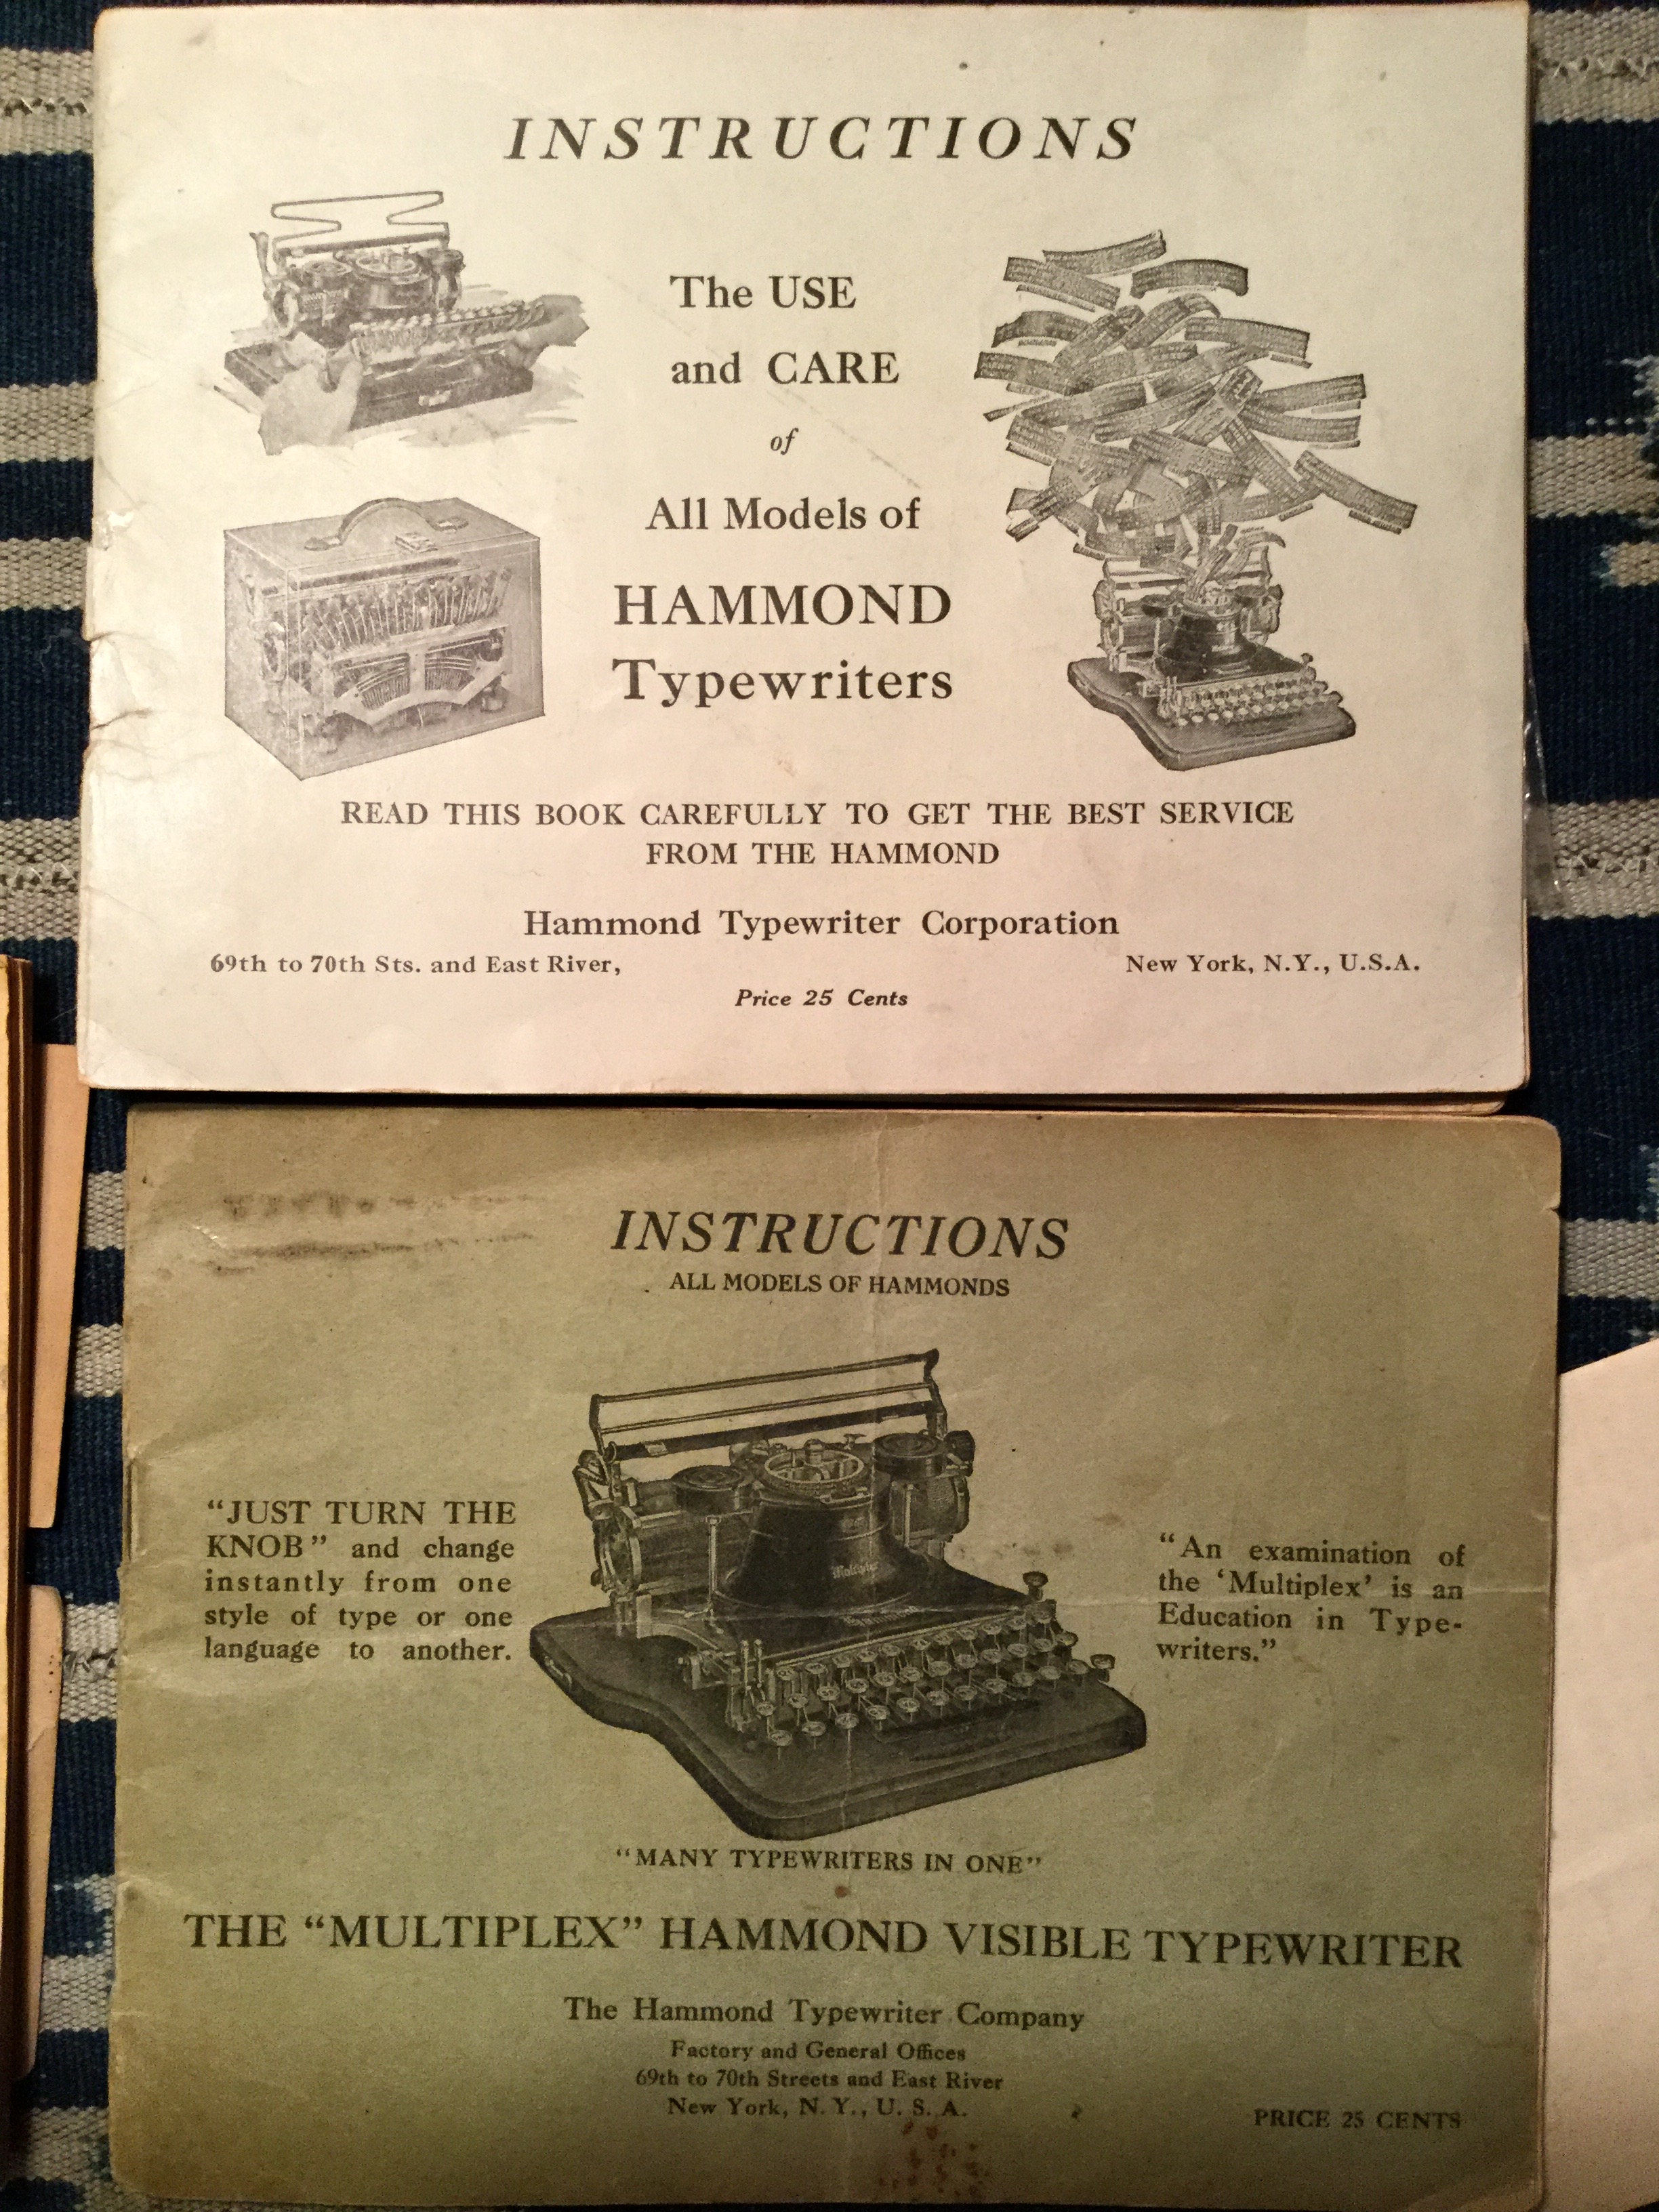 INSTRUCTIONS
The USE
and CARE
of
All Models of
HAMMOND
Typewriters
READ THIS BOOK CAREFULLY TO GET THE BEST SERVICE
FROM THE HAMMOND
Hammond Typewriter Corporation
69th to 70th Sts. and East River,
New York, N.Y., U.S.A.
Price 25 Cents
INSTRUCTIONS
ALL MODELS OF HAMMONDS
"JUST TURN THE
KNOB" and change
instantly from one
style of type or one
language to another.
Multiplex
"An examination of
the 'Multiplex' is an
Education in Type-
writers."
"MANY TYPEWRITERS IN ONE"
THE "MULTIPLEX" HAMMOND VISIBLE TYPEWRITER
The Hammond Typewriter Company
Factory and General Offices
69th to 70th Streets and East River
New York, N. Y., U. S. A.
PRICE 25 CENTS